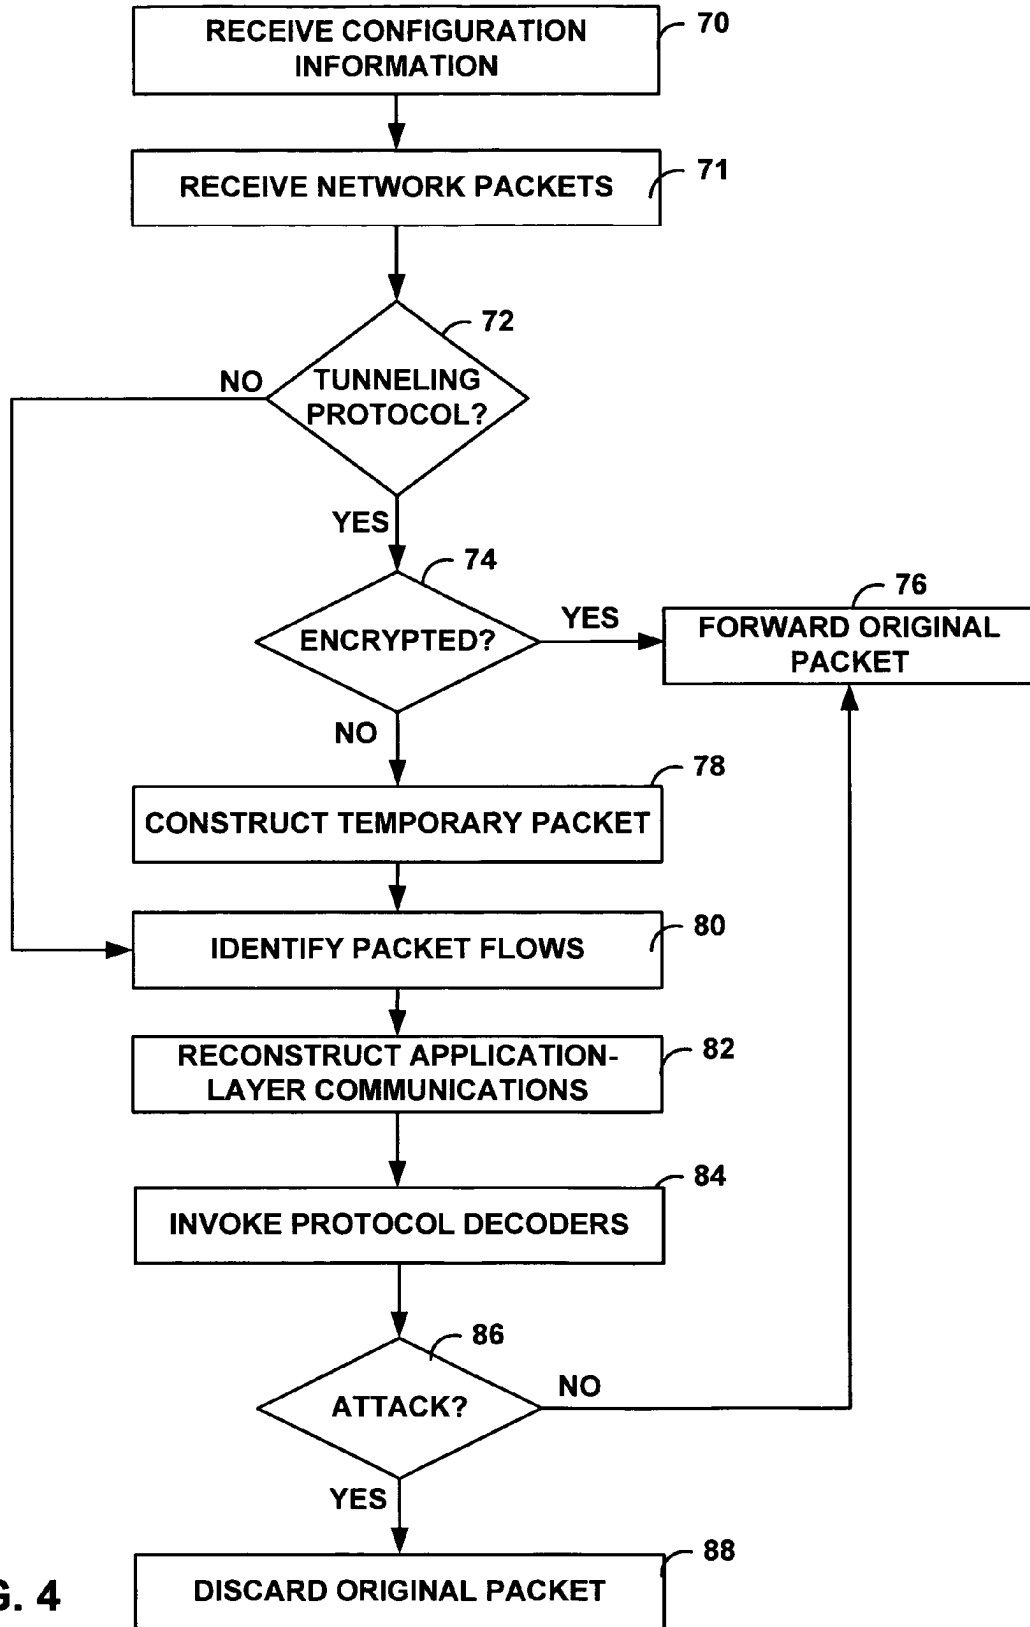 RECEIVE CONFIGURATION
INFORMATION
70
RECEIVE NETWORK PACKETS
71
72
TUNNELING
PROTOCOL?
NO
YES
74
ENCRYPTED?
YES
76
FORWARD ORIGINAL
PACKET
NO
78
CONSTRUCT TEMPORARY PACKET
80
IDENTIFY PACKET FLOWS
82
RECONSTRUCT APPLICATION-
LAYER COMMUNICATIONS
84
INVOKE PROTOCOL DECODERS
86
ATTACK?
NO
YES
88
DISCARD ORIGINAL PACKET
G. 4